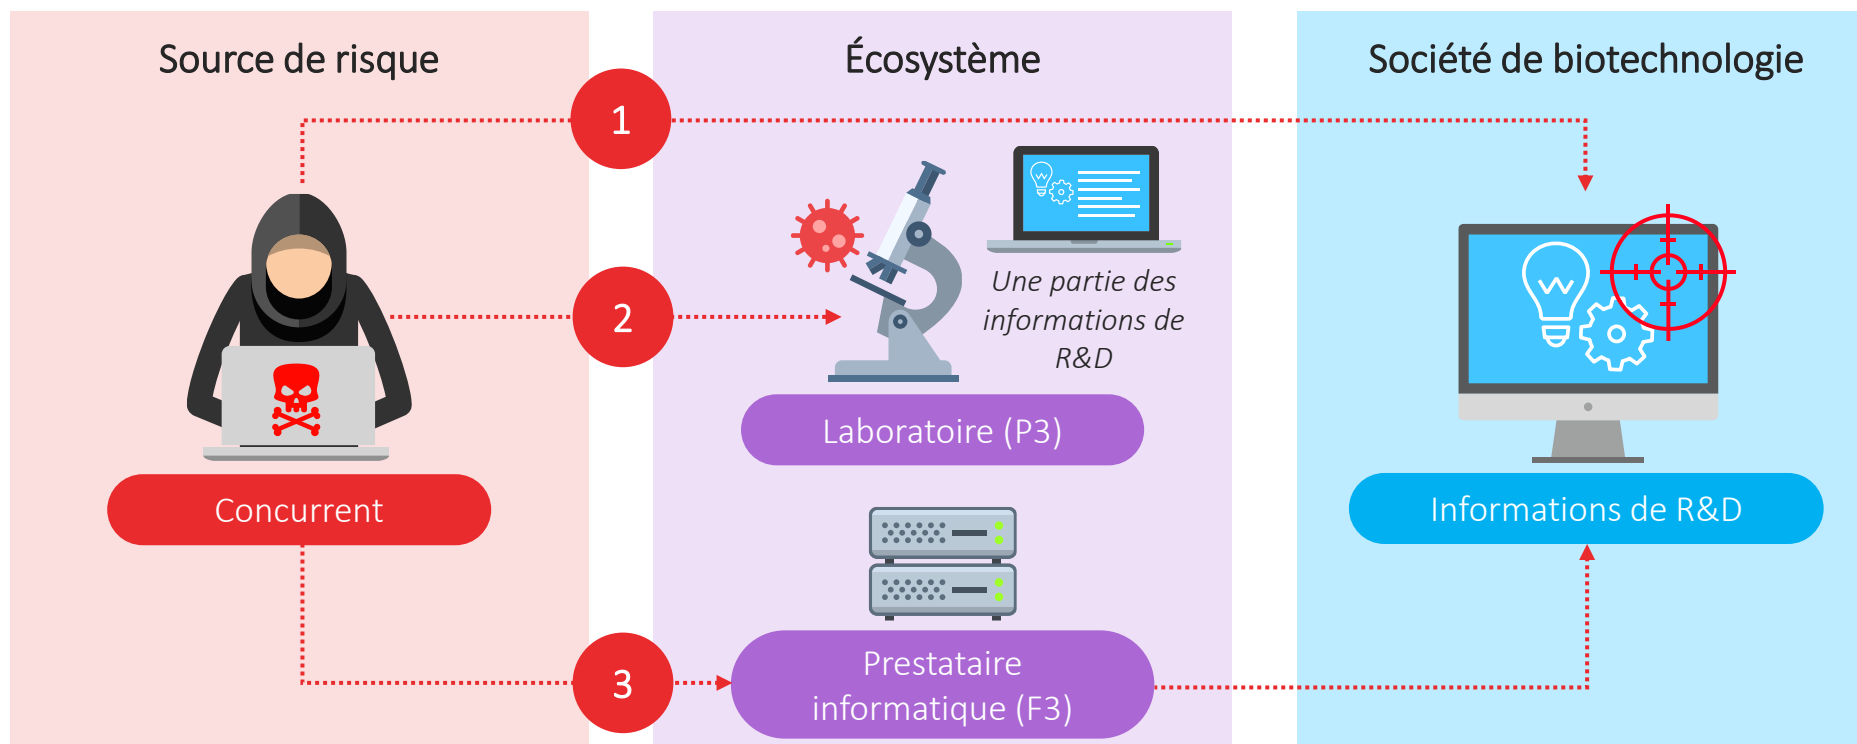 Source de risque
Écosystème
Société de biotechnologie
1
2
Une partie des
informations de
R&D
Laboratoire (P3)
Concurrent
Informations de R&D
3
Prestataire
informatique (F3)